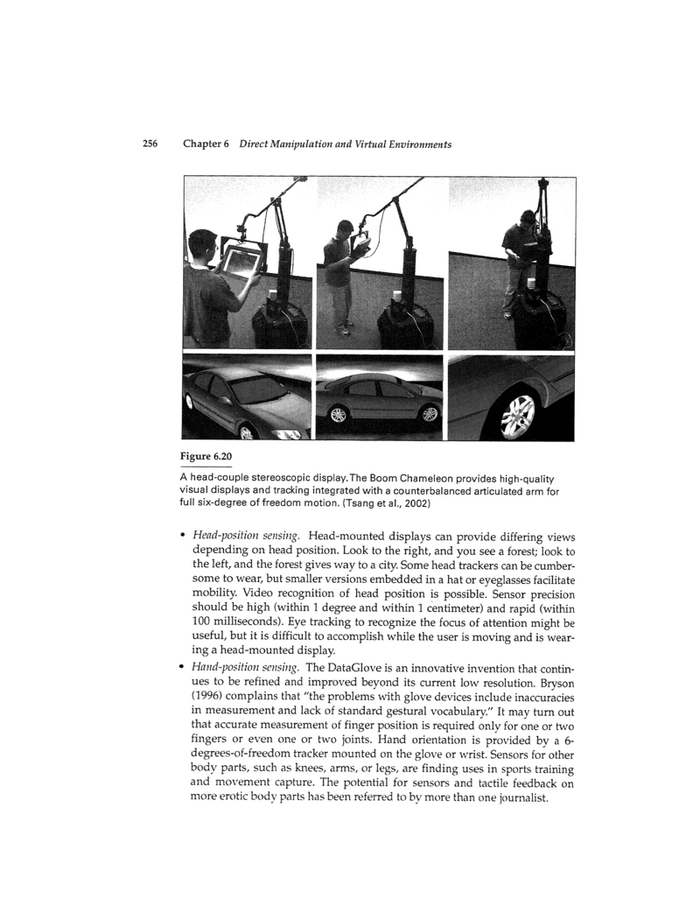 256 Chapter 6 Direct Manipulation and Virtual Environments
Figure 6.20
A head-couple stereoscopic display. The Boom Chameleon provides high-quality
visual displays and tracking integrated with a counterbalanced articulated arm for
full six-degree of freedom motion. (Tsang et al., 2002)
• Head-position sensing. Head-mounted displays can provide differing views
depending on head position. Look to the right, and you see a forest; look to
the left, and the forest gives way to a city. Some head trackers can be cumber-
some to wear, but smaller versions embedded in a hat or eyeglasses facilitate
mobility. Video recognition of head position is possible. Sensor precision
should be high (within 1 degree and within 1 centimeter) and rapid (within
100 milliseconds). Eye tracking to recognize the focus of attention might be
useful, but it is difficult to accomplish while the user is moving and is wear-
ing a head-mounted display.
• Hand-position sensing. The DataGlove is an innovative invention that contin-
ues to be refined and improved beyond its current low resolution. Bryson
(1996) complains that "the problems with glove devices include inaccuracies
in measurement and lack of standard gestural vocabulary." It may turn out
that accurate measurement of finger position is required only for one or two
fingers or even one or two joints. Hand orientation is provided by a 6-
degrees-of-freedom tracker mounted on the glove or wrist. Sensors for other
body parts, such as knees, arms, or legs, are finding uses in sports training
and movement capture. The potential for sensors and tactile feedback on
more erotic body parts has been referred to by more than one journalist.